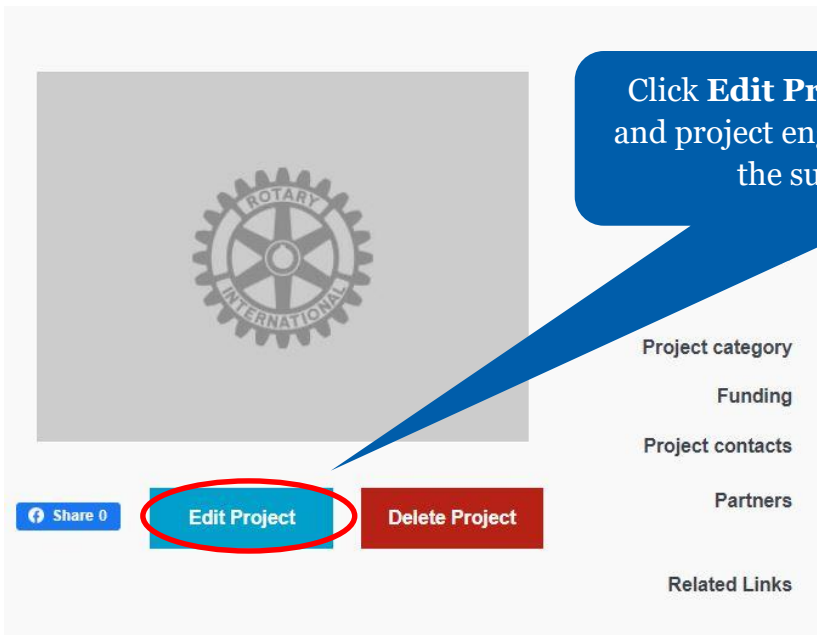 Click Edit Pr
and project en
the su
ROTARY
INTERNATIONAL
Project category
Funding
Project contacts
Partners
Related Links
Share 0
Edit Project
Delete Project